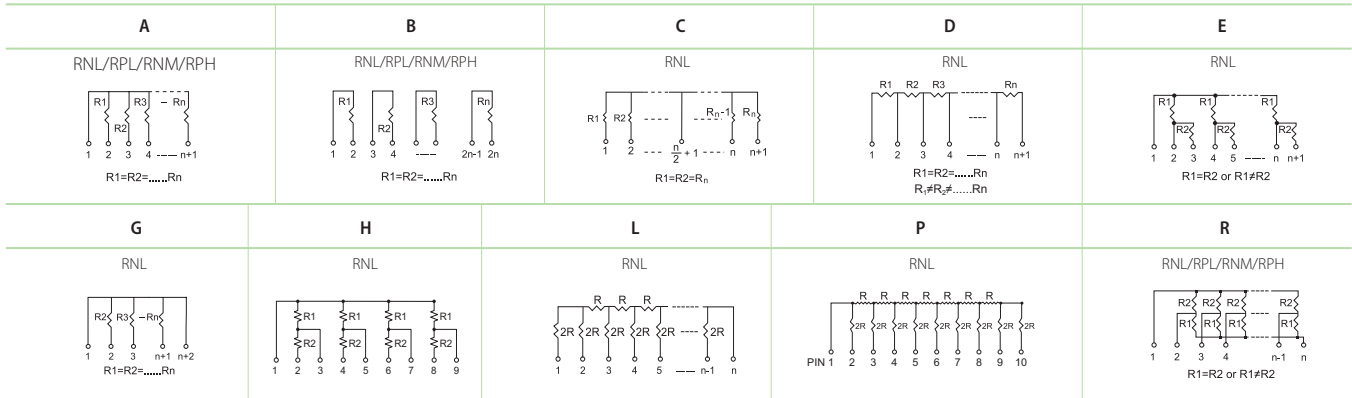 A B C D E
RNL/RPL/RNM/RPH RNL/RPL/RNM/RPH RNL RNL RNL
R1 R3 Rn
R2
1 2 3 4 n+1
R1=R2=......Rn
R1 R3 Rn
R2
1 2 3 4 2n-1 2n
R1=R2=......Rn
R1 R2 Rn-1 Rn
1 2 n/2 + 1 n n+1
R1=R2=Rn
R1 R2 R3 Rn
1 2 3 4 n n+1
R1=R2=......Rn
R1≠R2≠......Rn
R1 R1 R1
R2 R2 R2
1 2 3 4 5 n n+1
R1=R2 or R1≠R2
G H L P R
RNL RNL RNL RNL RNL/RPL/RNM/RPH
R2 R3 Rn
1 2 3 n+1 n+2
R1=R2=......Rn
R1 R1 R1 R1
R2 R2 R2 R2
1 2 3 4 5 6 7 8 9
R R R
2R 2R 2R 2R 2R 2R
1 2 3 4 5 n-1 n
R R R R R R R
2R 2R 2R 2R 2R 2R 2R 2R 2R
PIN 1 2 3 4 5 6 7 8 9 10
R2 R2 R2 R2
R1 R1 R1 R1
1 2 3 4 n-1 n
R1=R2 or R1≠R2